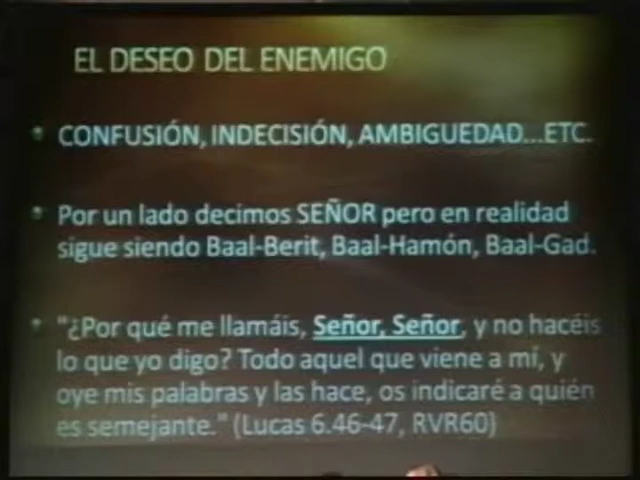 EL DESEO DEL ENEMIGO
• CONFUSIÓN, INDECISIÓN, AMBIGUEDAD...ETC.
• Por un lado decimos SEÑOR pero en realidad
sigue siendo Baal-Berit, Baal-Hamón, Baal-Gad.
• "¿Por qué me llamáis, Señor, Señor, y no hacéis
lo que yo digo? Todo aquel que viene a mí, y
oye mis palabras y las hace, os indicaré a quién
es semejante." (Lucas 6.46-47, RVR60)